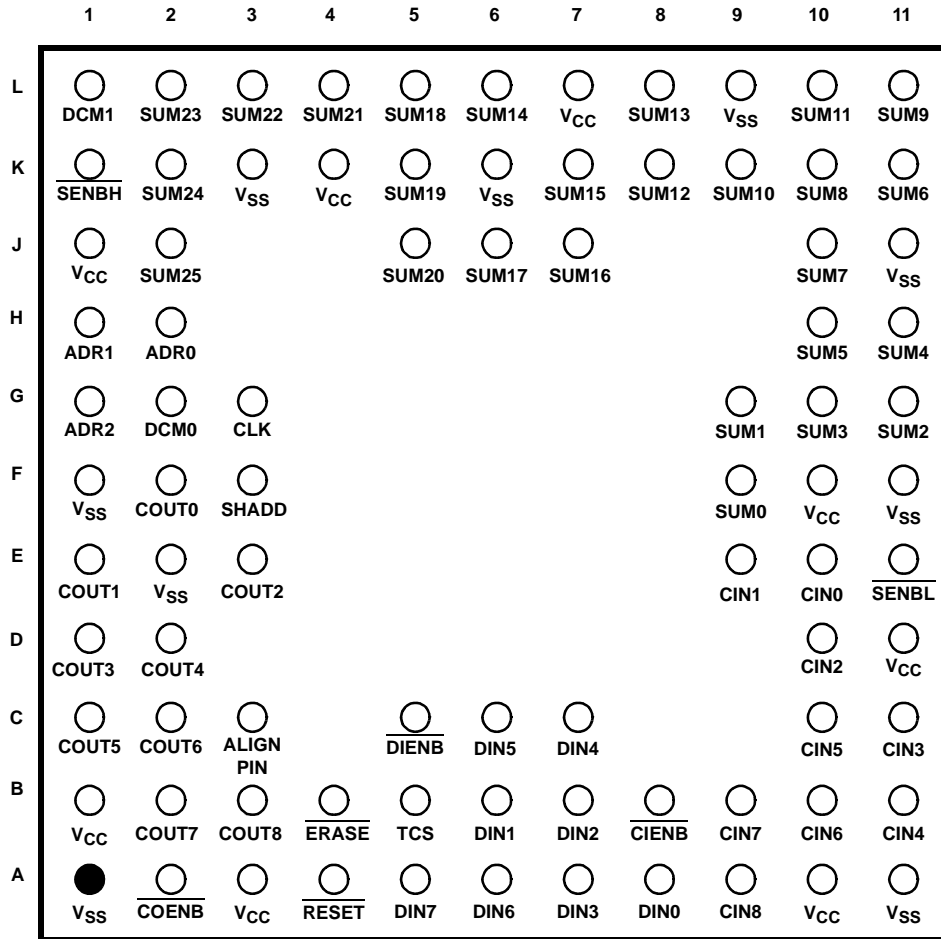 1 2 3 4 5 6 7 8 9 10 11
L
DCM1 SUM23 SUM22 SUM21 SUM18 SUM14 VCC SUM13 VSS SUM11 SUM9
K
SENBH SUM24 VSS VCC SUM19 VSS SUM15 SUM12 SUM10 SUM8 SUM6
J
VCC SUM25 SUM20 SUM17 SUM16 SUM7 VSS
H
ADR1 ADR0 SUM5 SUM4
G
ADR2 DCM0 CLK SUM1 SUM3 SUM2
F
VSS COUT0 SHADD SUM0 VCC VSS
E
COUT1 VSS COUT2 CIN1 CIN0 SENBL
D
COUT3 COUT4 CIN2 VCC
C
COUT5 COUT6 ALIGN DIENB DIN5 DIN4 CIN5 CIN3
PIN
B
VCC COUT7 COUT8 ERASE TCS DIN1 DIN2 CIENB CIN7 CIN6 CIN4
A
VSS COENB VCC RESET DIN7 DIN6 DIN3 DIN0 CIN8 VCC VSS